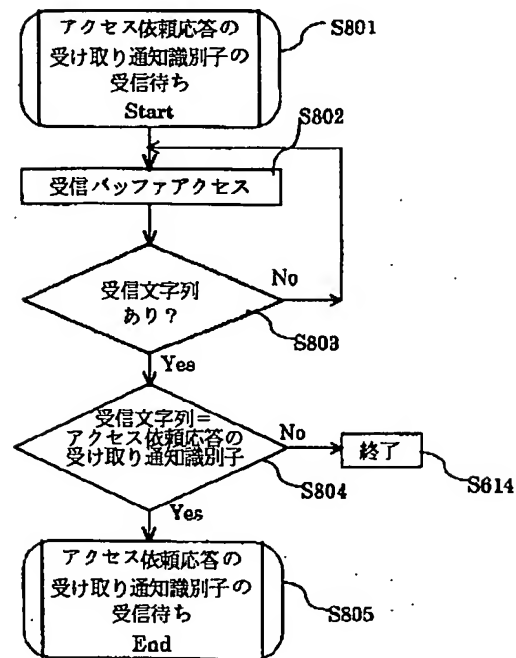 アクセス依頼応答の
受け取り通知識別子の
受信待ち
Start
S801
S802
受信バッファアクセス
受信文字列
あり?
No
S803
Yes
受信文字列=
アクセス依頼応答の
受け取り通知識別子
No
終了
S804
S614
Yes
アクセス依頼応答の
受け取り通知識別子の
受信待ち
End
S805